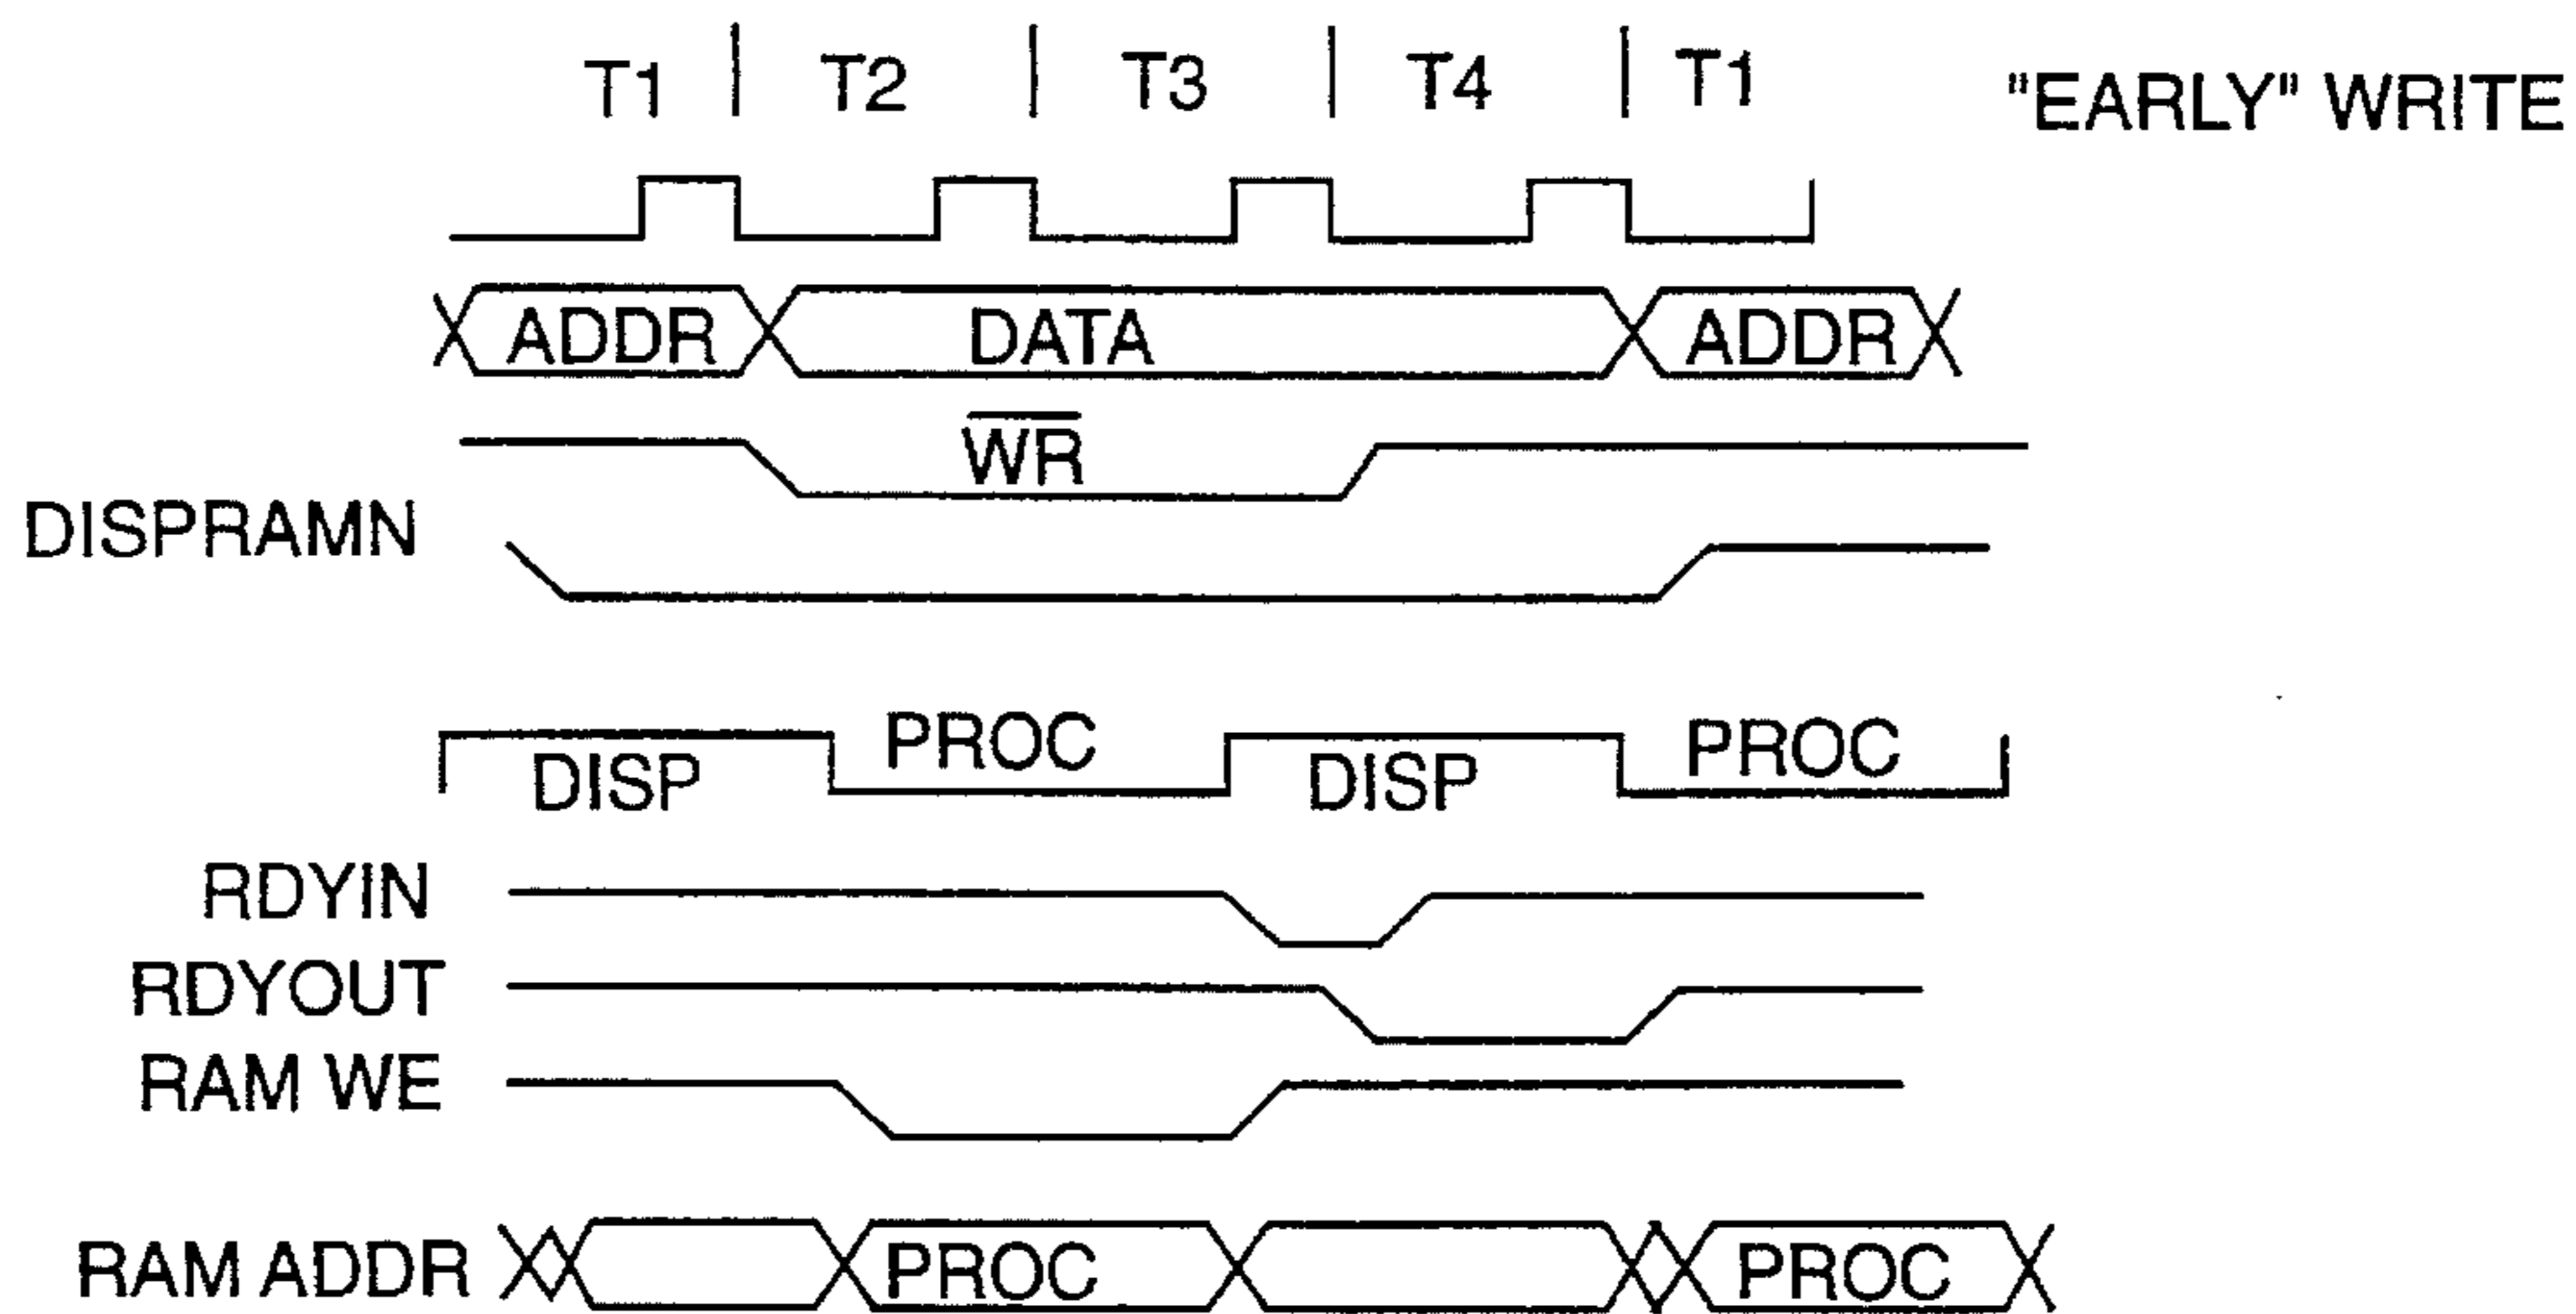 T1 | T2 | T3 | T4 | T1
"EARLY" WRITE
ADDR DATA ADDR
W̅R̅
DISPRAMN
DISP PROC DISP PROC
RDYIN
RDYOUT
RAM WE
RAM ADDR PROC PROC